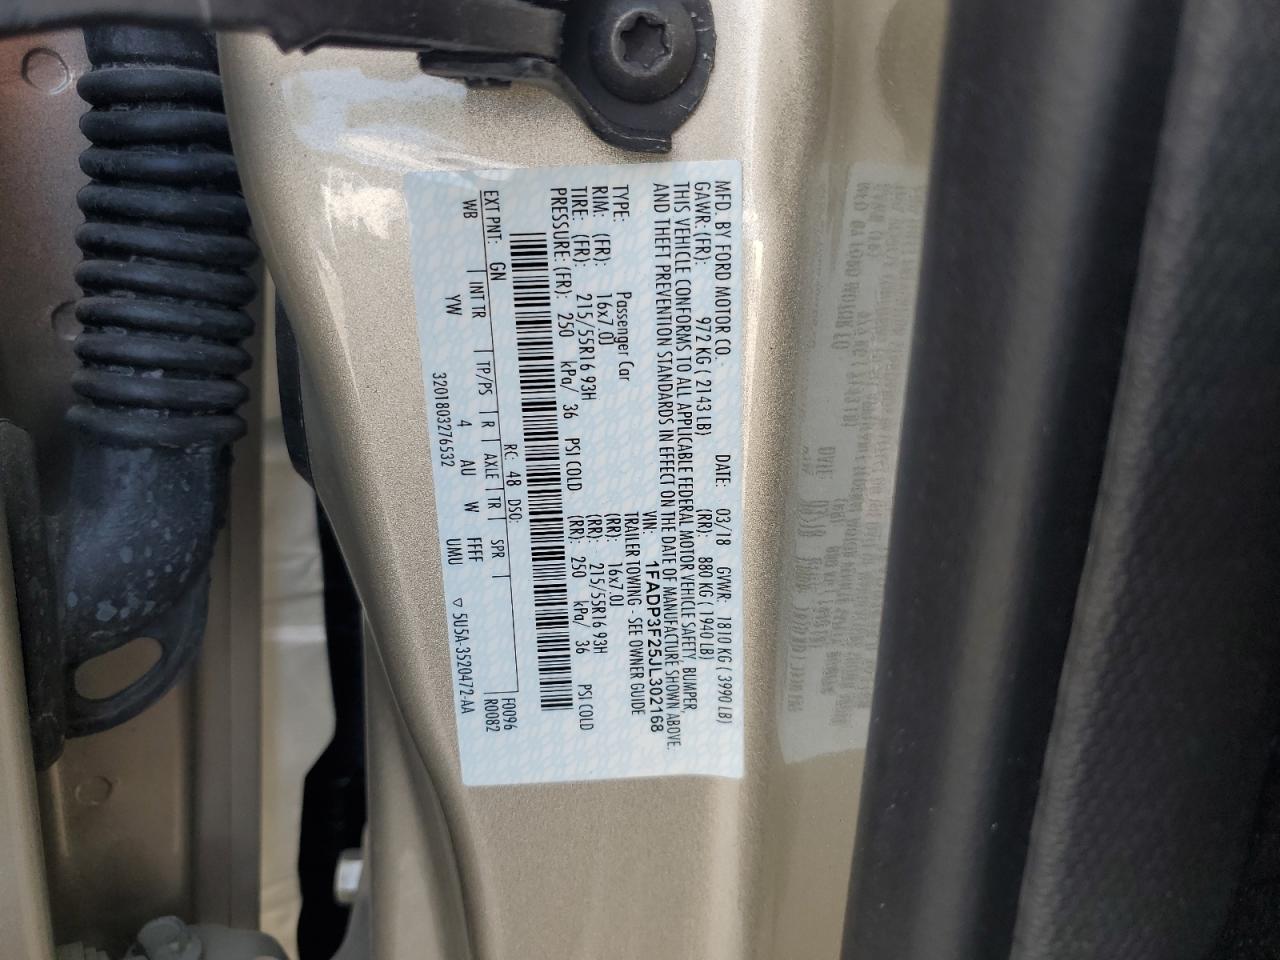 MFD. BY FORD MOTOR CO.
DATE: 03/18 GVWR: 1810 KG ( 3990 LB)
GAWR: (FR): 972 KG ( 2143 LB) (RR): 880 KG ( 1940 LB)
THIS VEHICLE CONFORMS TO ALL APPLICABLE FEDERAL MOTOR VEHICLE SAFETY, BUMPER,
AND THEFT PREVENTION STANDARDS IN EFFECT ON THE DATE OF MANUFACTURE SHOWN ABOVE.
VIN: 1FADP3F25JL302168
TYPE: Passenger Car TRAILER TOWING - SEE OWNER GUIDE
RIM: (FR): 16x7.0J (RR): 16x7.0J
TIRE: (FR): 215/55R16 93H (RR): 215/55R16 93H
PRESSURE: (FR): 250 kPa/ 36 PSI COLD (RR): 250 kPa/ 36 PSI COLD
RC: 48 DSO: F0096
EXT PNT: GN INT TR TP/PS R AXLE TR SPR R0082
WB YW 4 AU W FFFF
3201803276532 UMU ▽ 5U5A-3520472-AA